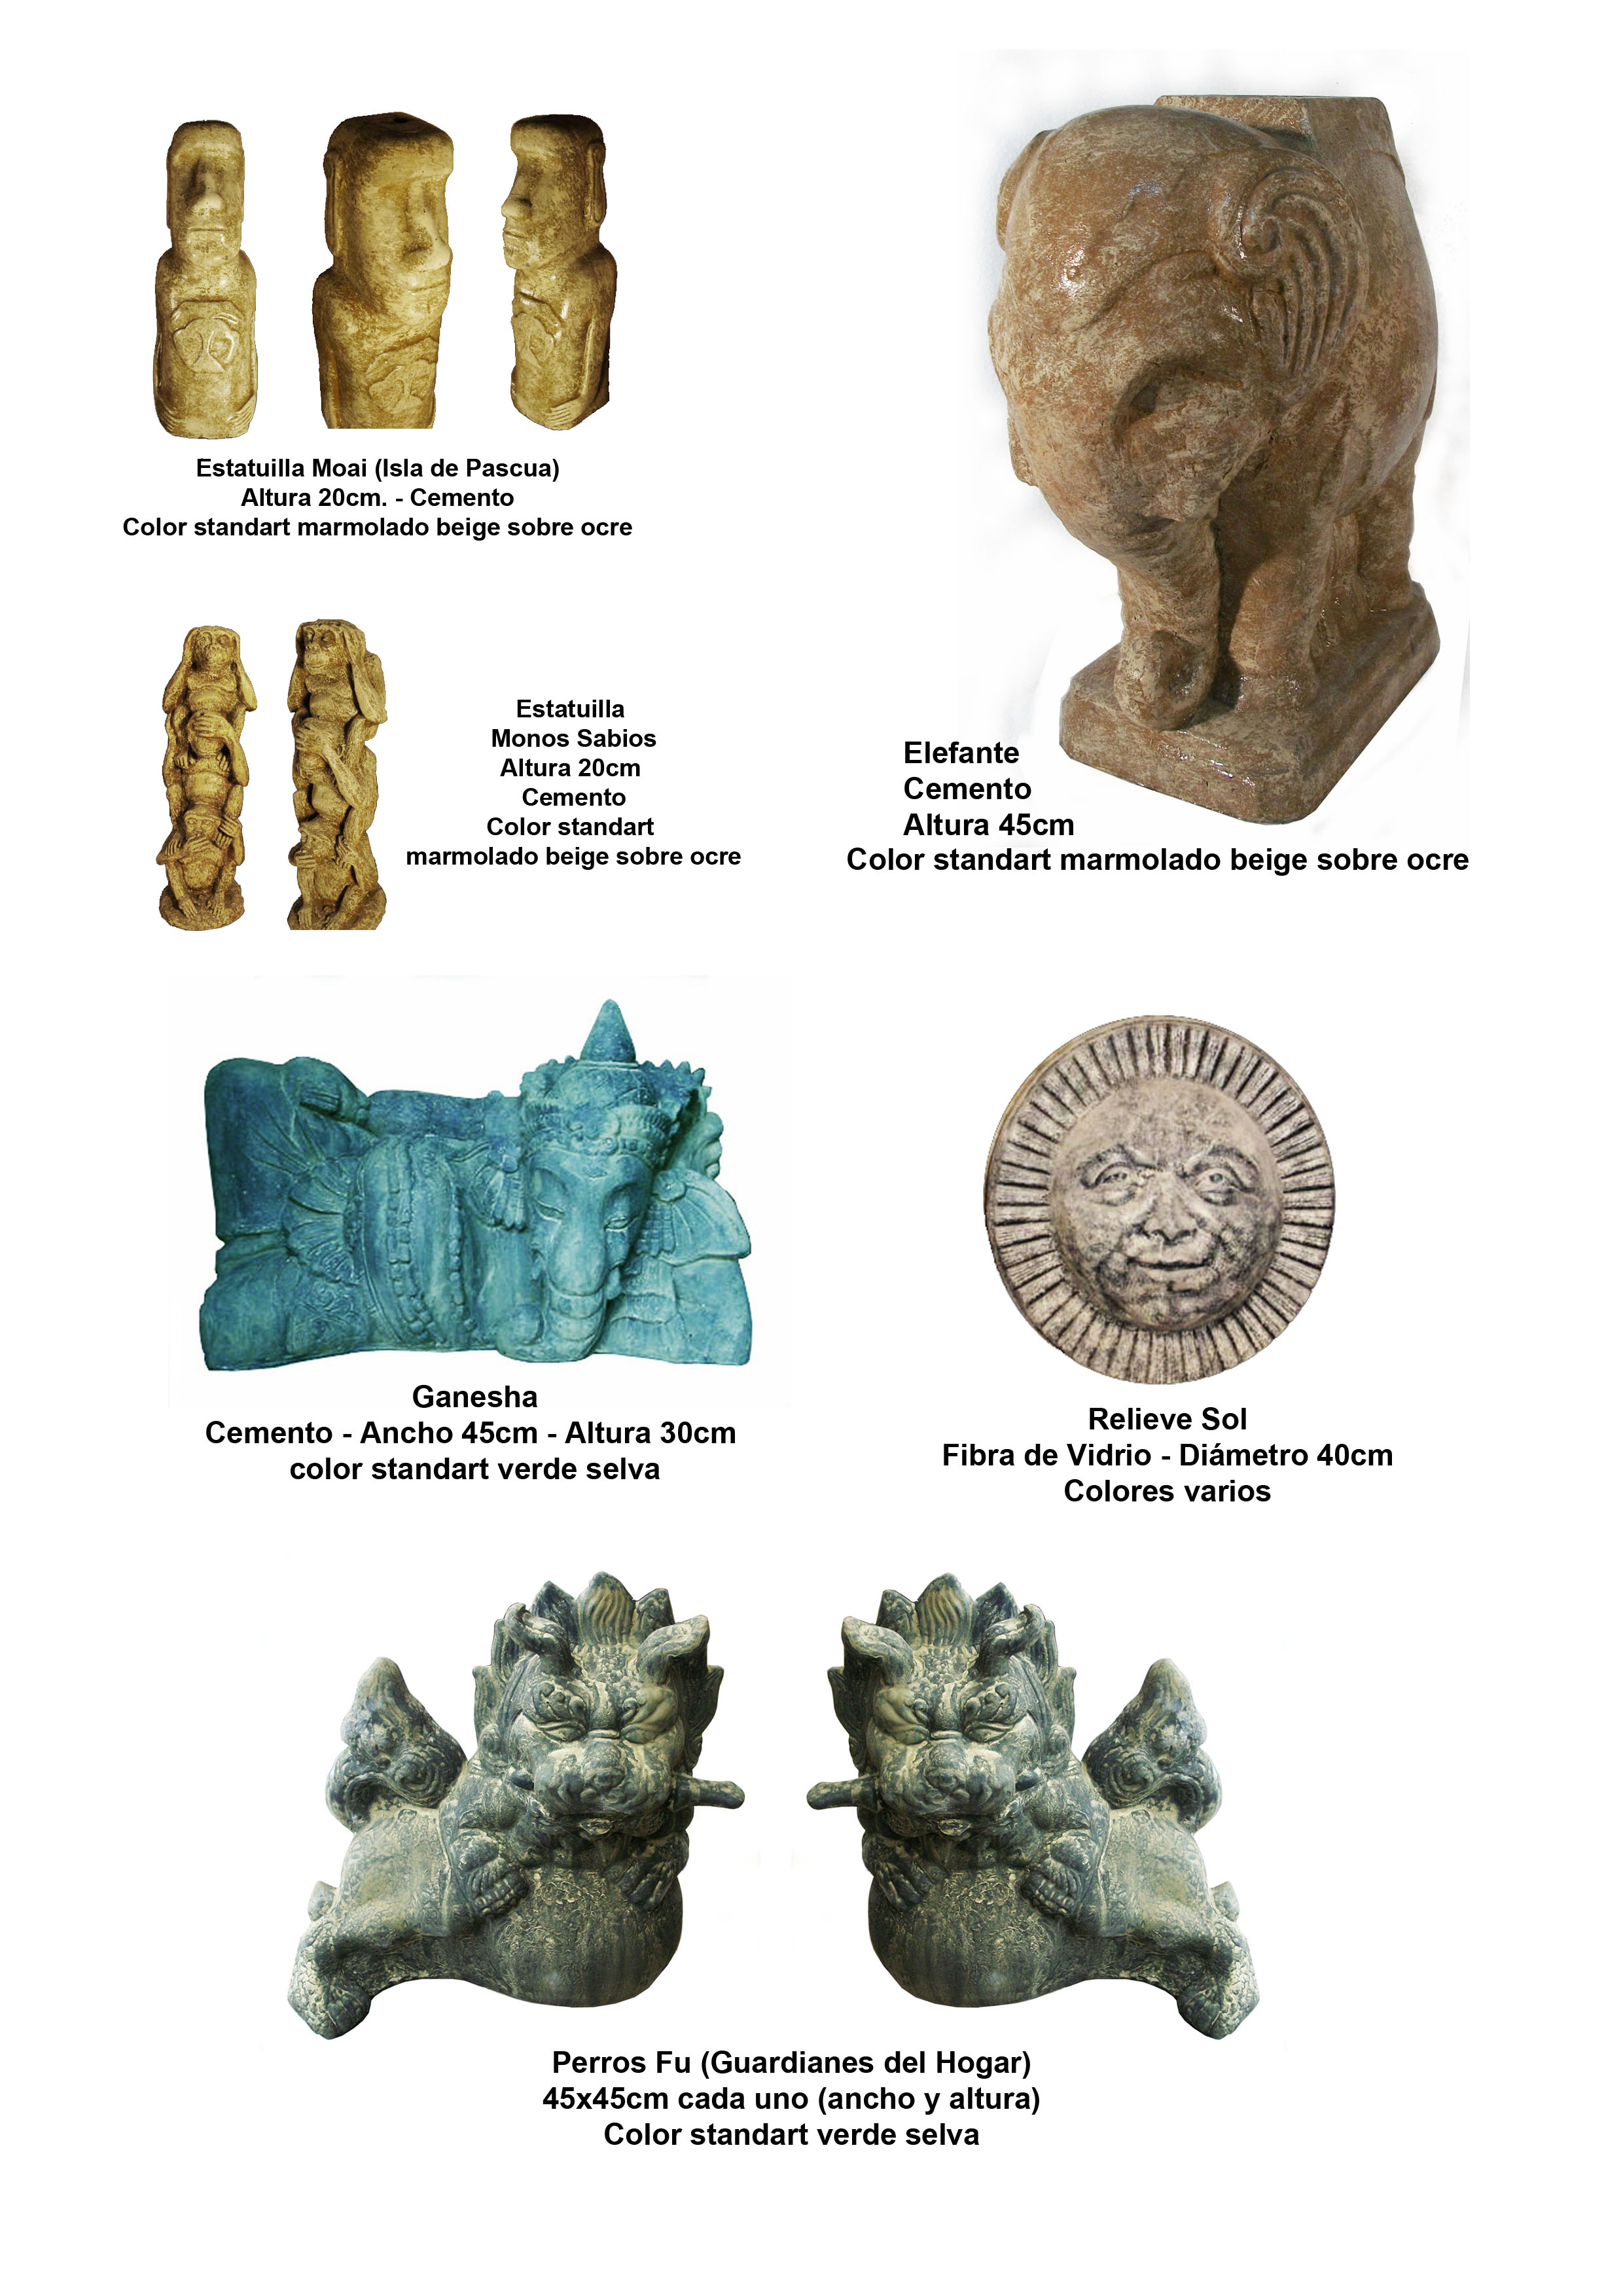 Estatuilla Moai (Isla de Pascua)
Altura 20cm. - Cemento
Color standart marmolado beige sobre ocre
Estatuilla
Monos Sabios
Altura 20cm
Cemento
Color standart
marmolado beige sobre ocre
Elefante
Cemento
Altura 45cm
Color standart marmolado beige sobre ocre
Ganesha
Cemento - Ancho 45cm - Altura 30cm
color standart verde selva
Relieve Sol
Fibra de Vidrio - Diámetro 40cm
Colores varios
Perros Fu (Guardianes del Hogar)
45x45cm cada uno (ancho y altura)
Color standart verde selva